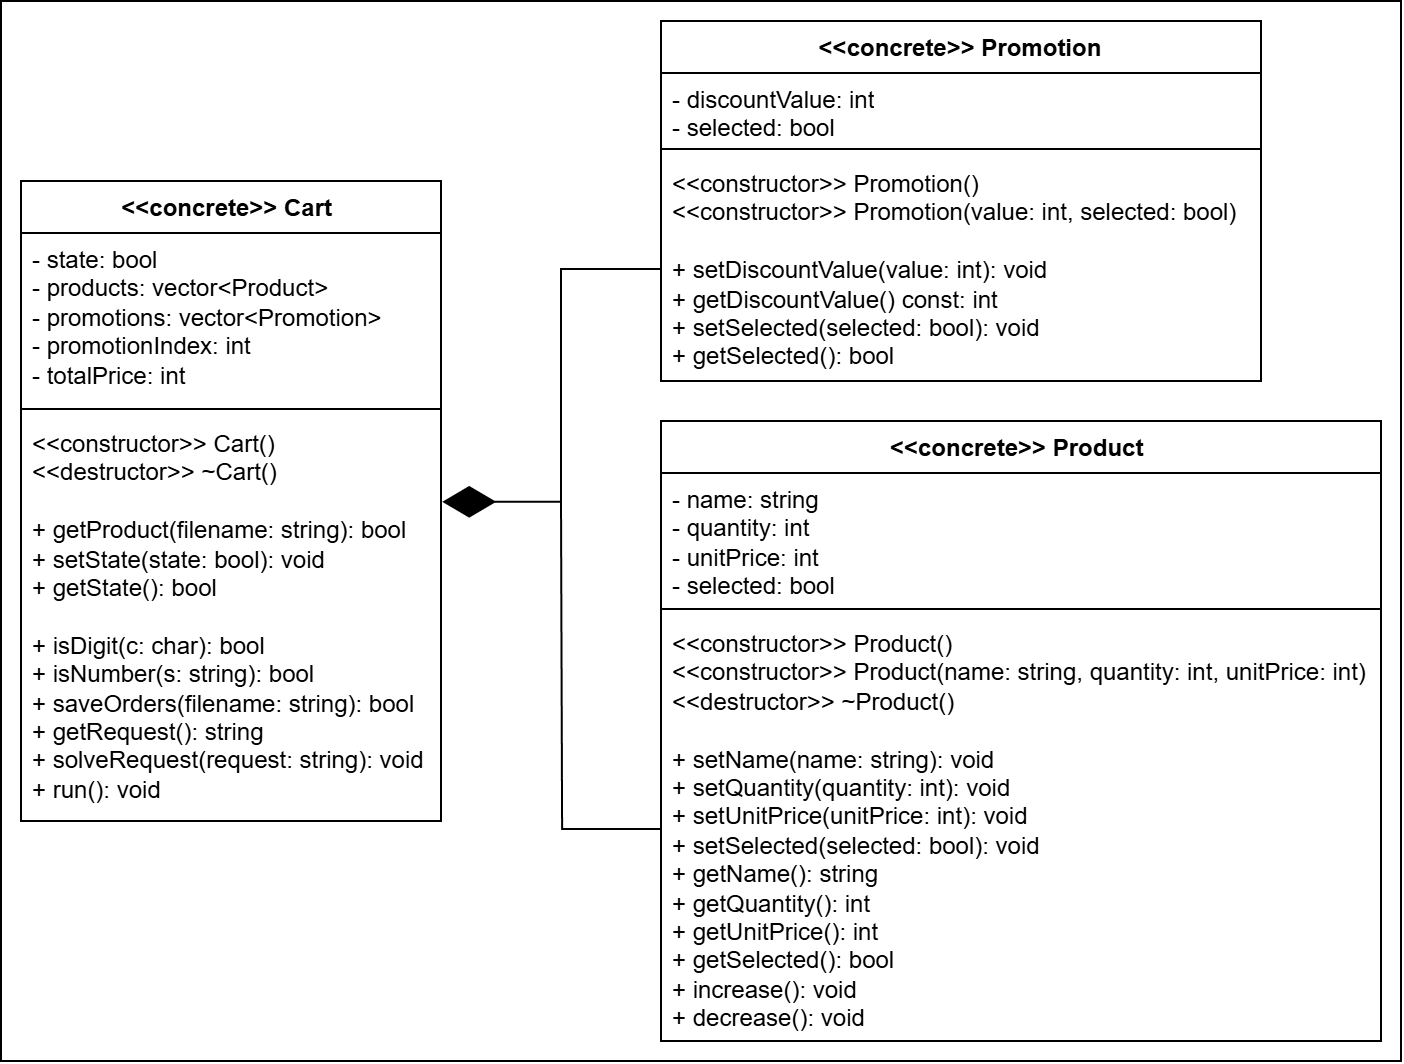 <<concrete>> Promotion
- discountValue: int
- selected: bool
<<constructor>> Promotion()
<<constructor>> Promotion(value: int, selected: bool)
+ setDiscountValue(value: int): void
+ getDiscountValue() const: int
+ setSelected(selected: bool): void
+ getSelected(): bool
<<concrete>> Cart
- state: bool
- products: vector<Product>
- promotions: vector<Promotion>
- promotionIndex: int
- totalPrice: int
<<constructor>> Cart()
<<destructor>> ~Cart()
+ getProduct(filename: string): bool
+ setState(state: bool): void
+ getState(): bool
+ isDigit(c: char): bool
+ isNumber(s: string): bool
+ saveOrders(filename: string): bool
+ getRequest(): string
+ solveRequest(request: string): void
+ run(): void
<<concrete>> Product
- name: string
- quantity: int
- unitPrice: int
- selected: bool
<<constructor>> Product()
<<constructor>> Product(name: string, quantity: int, unitPrice: int)
<<destructor>> ~Product()
+ setName(name: string): void
+ setQuantity(quantity: int): void
+ setUnitPrice(unitPrice: int): void
+ setSelected(selected: bool): void
+ getName(): string
+ getQuantity(): int
+ getUnitPrice(): int
+ getSelected(): bool
+ increase(): void
+ decrease(): void